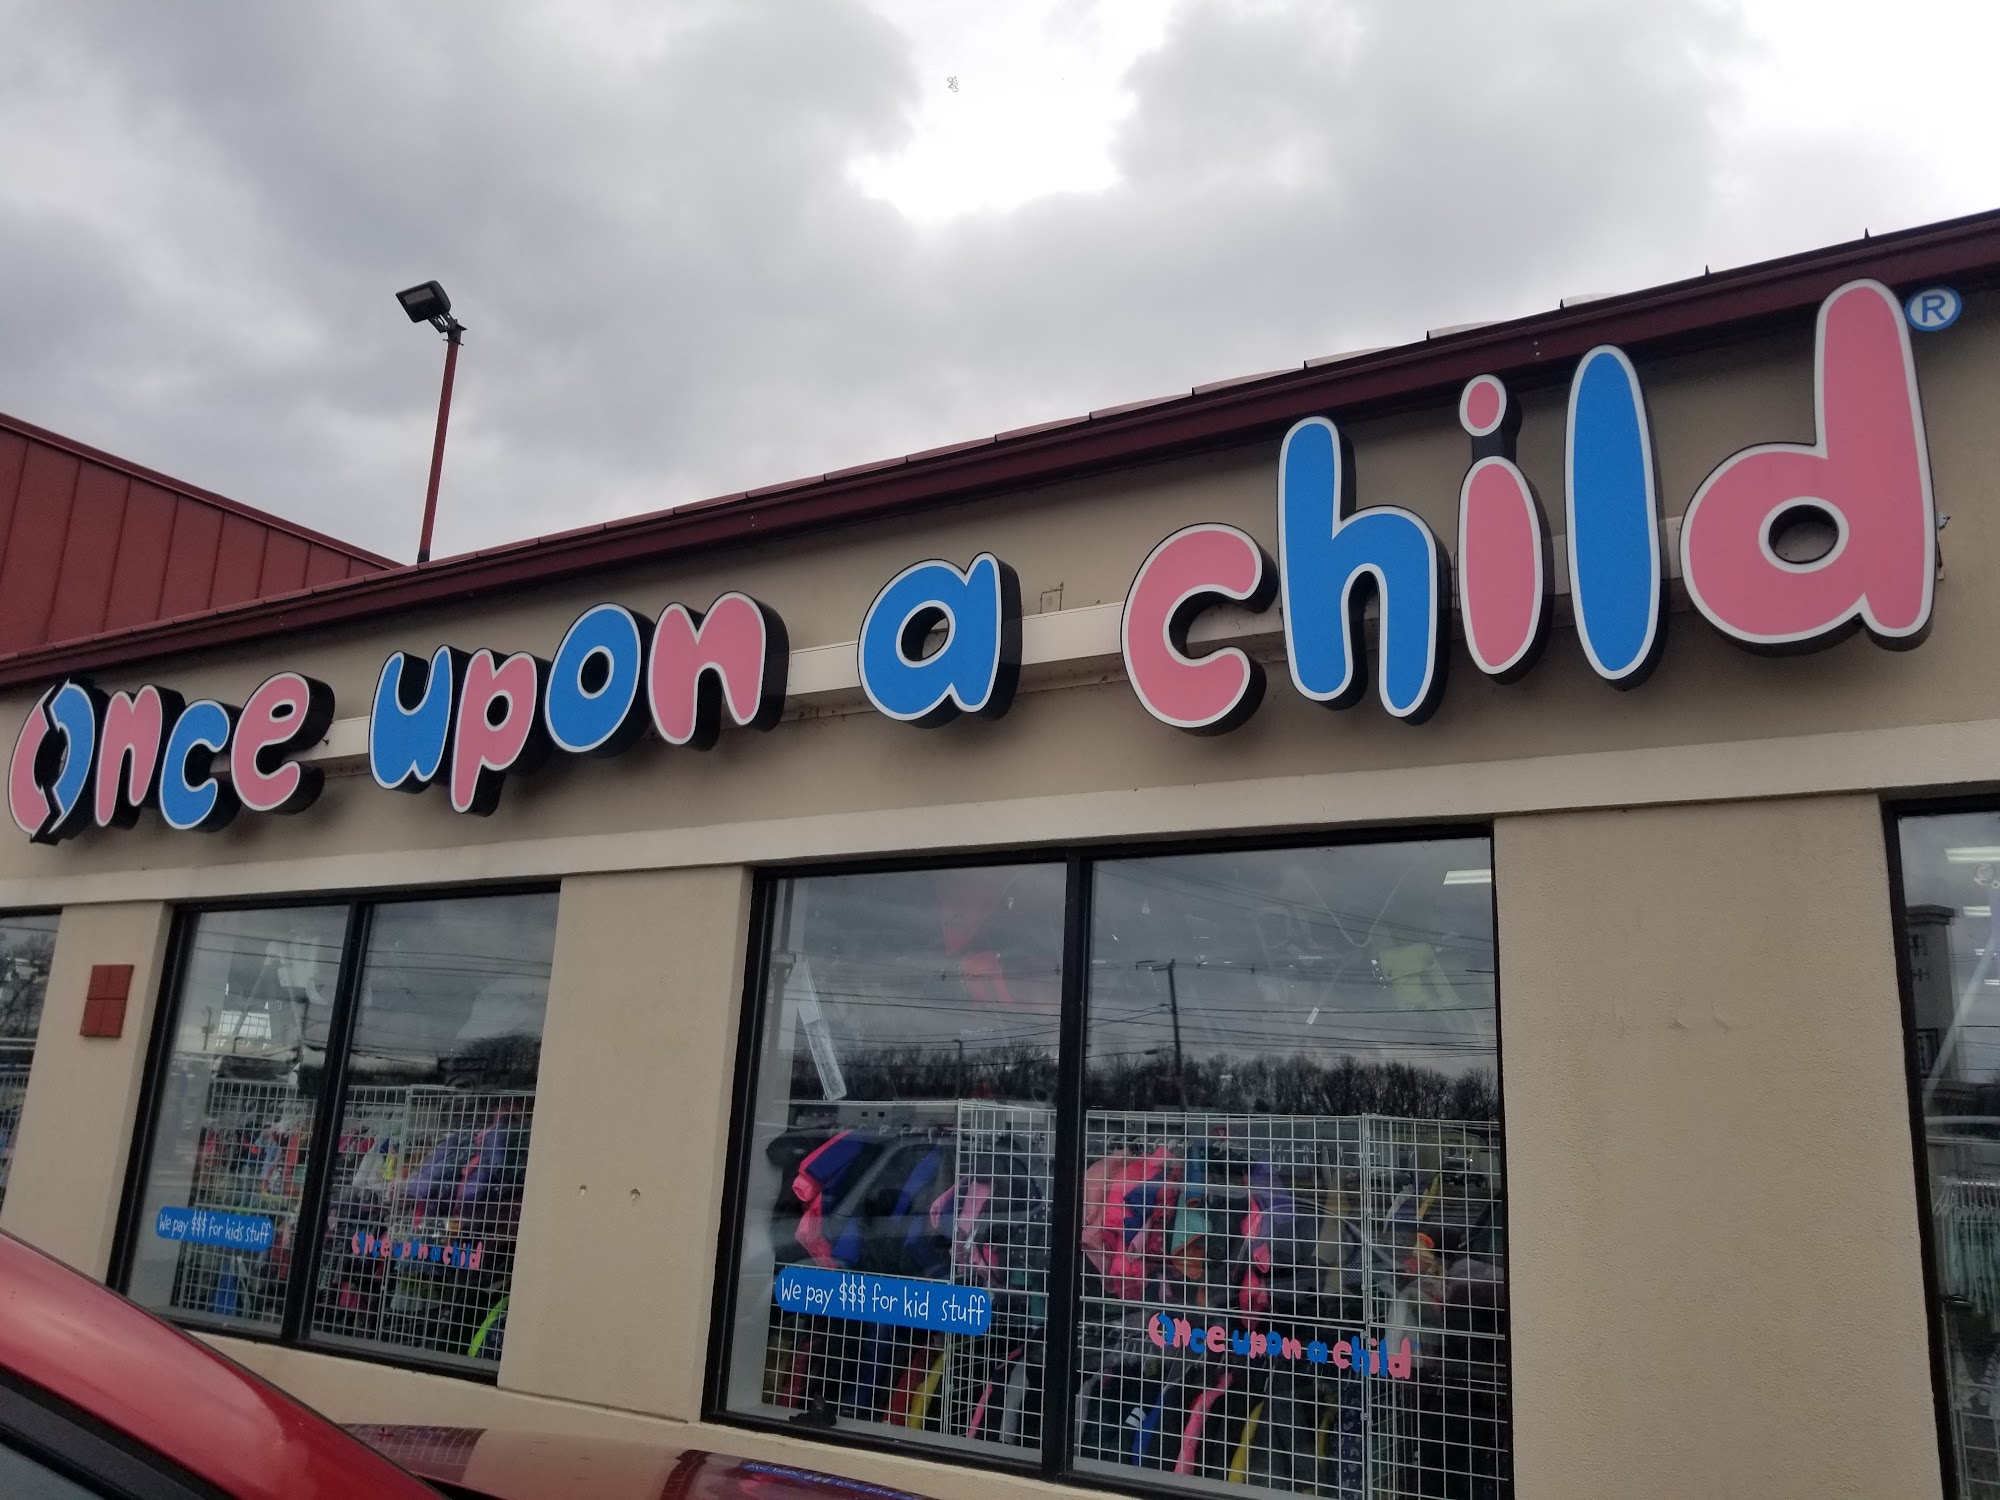 Once upon a child ®
We pay $$$ for kids stuff
Once upon a child
We pay $$$ for kid stuff
Once upon a child